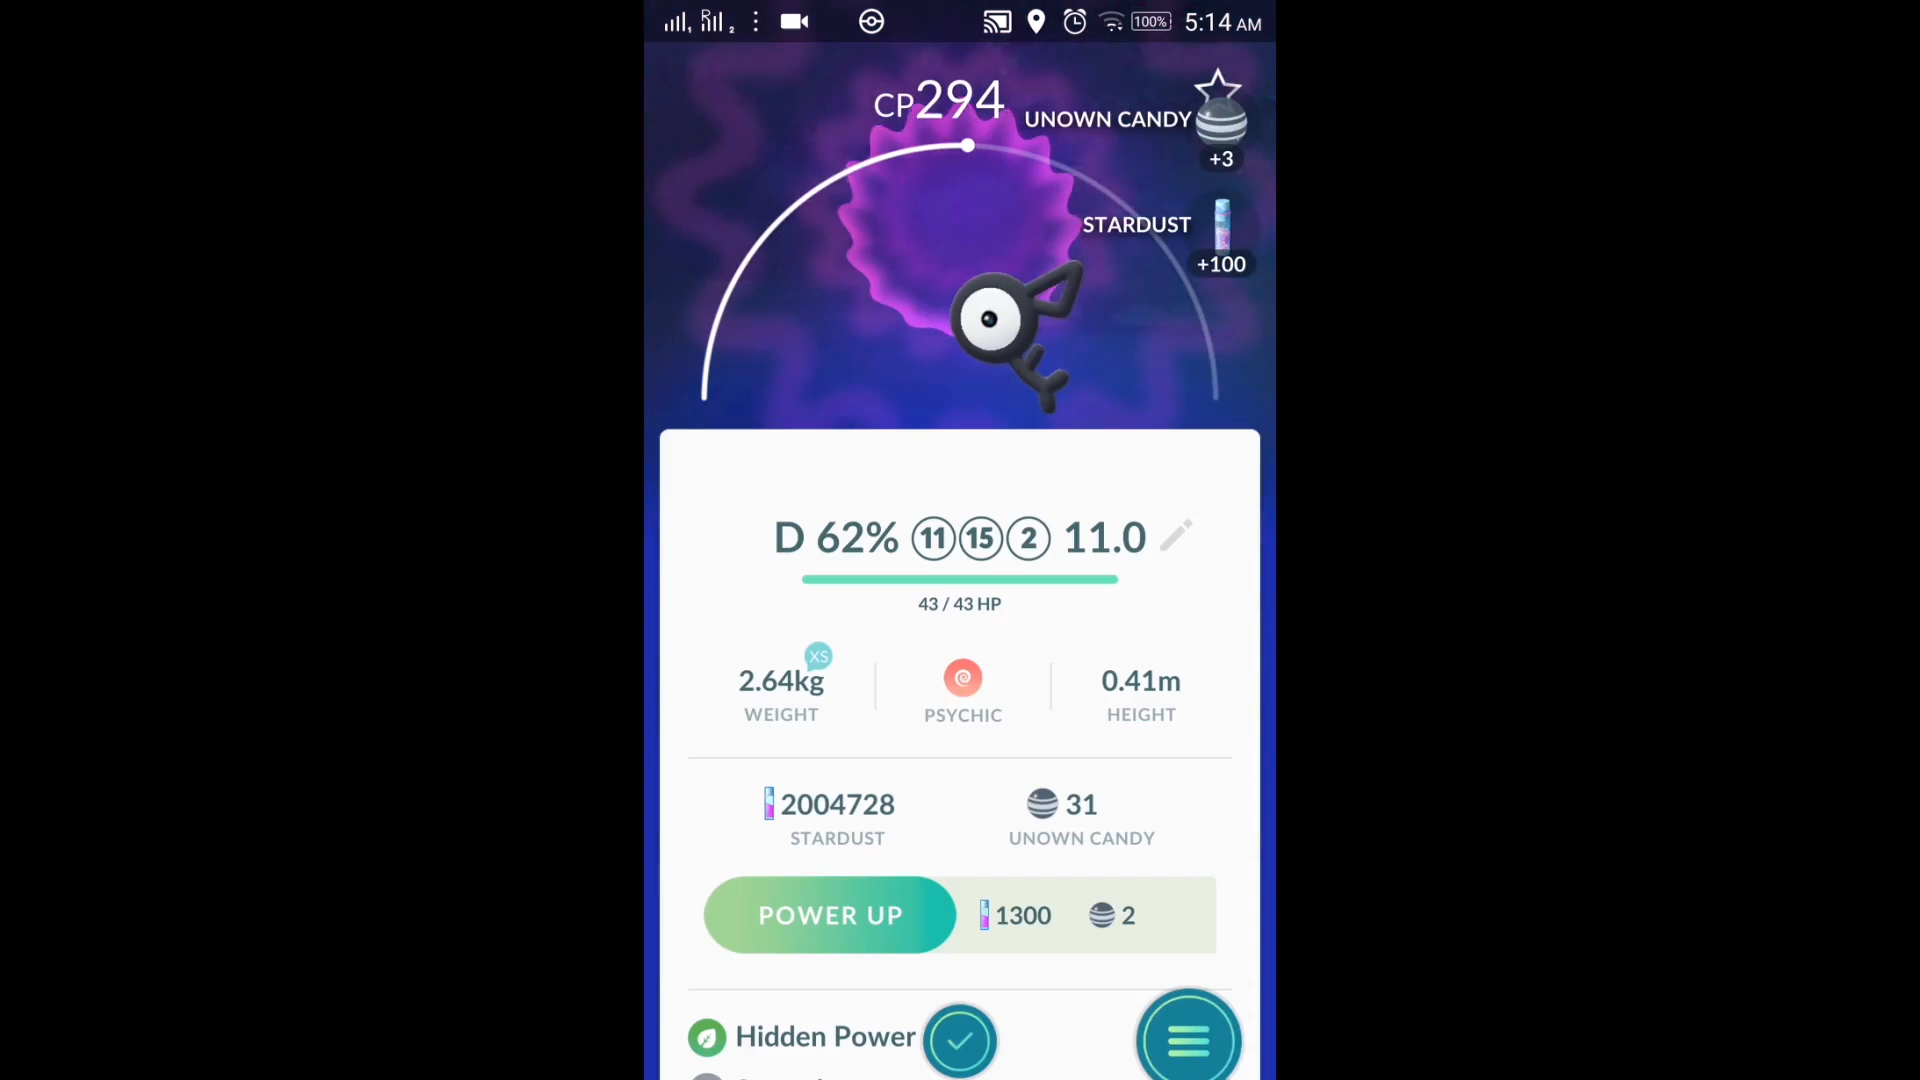 R
1
2
100%
5:14 AM
CP294
UNOWN CANDY
+3
STARDUST
+100
D 62% 11 15 2 11.0
43 / 43 HP
XS
2.64kg
WEIGHT
PSYCHIC
0.41m
HEIGHT
2004728
STARDUST
31
UNOWN CANDY
POWER UP
1300
2
Hidden Power